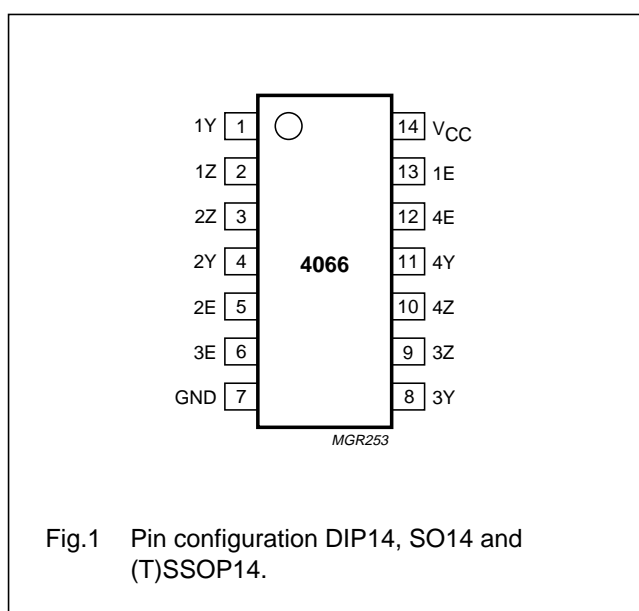 1Y 1 14 VCC
1Z 2 13 1E
2Z 3 12 4E
2Y 4 4066 11 4Y
2E 5 10 4Z
3E 6 9 3Z
GND 7 8 3Y
MGR253
Fig.1 Pin configuration DIP14, SO14 and
(T)SSOP14.